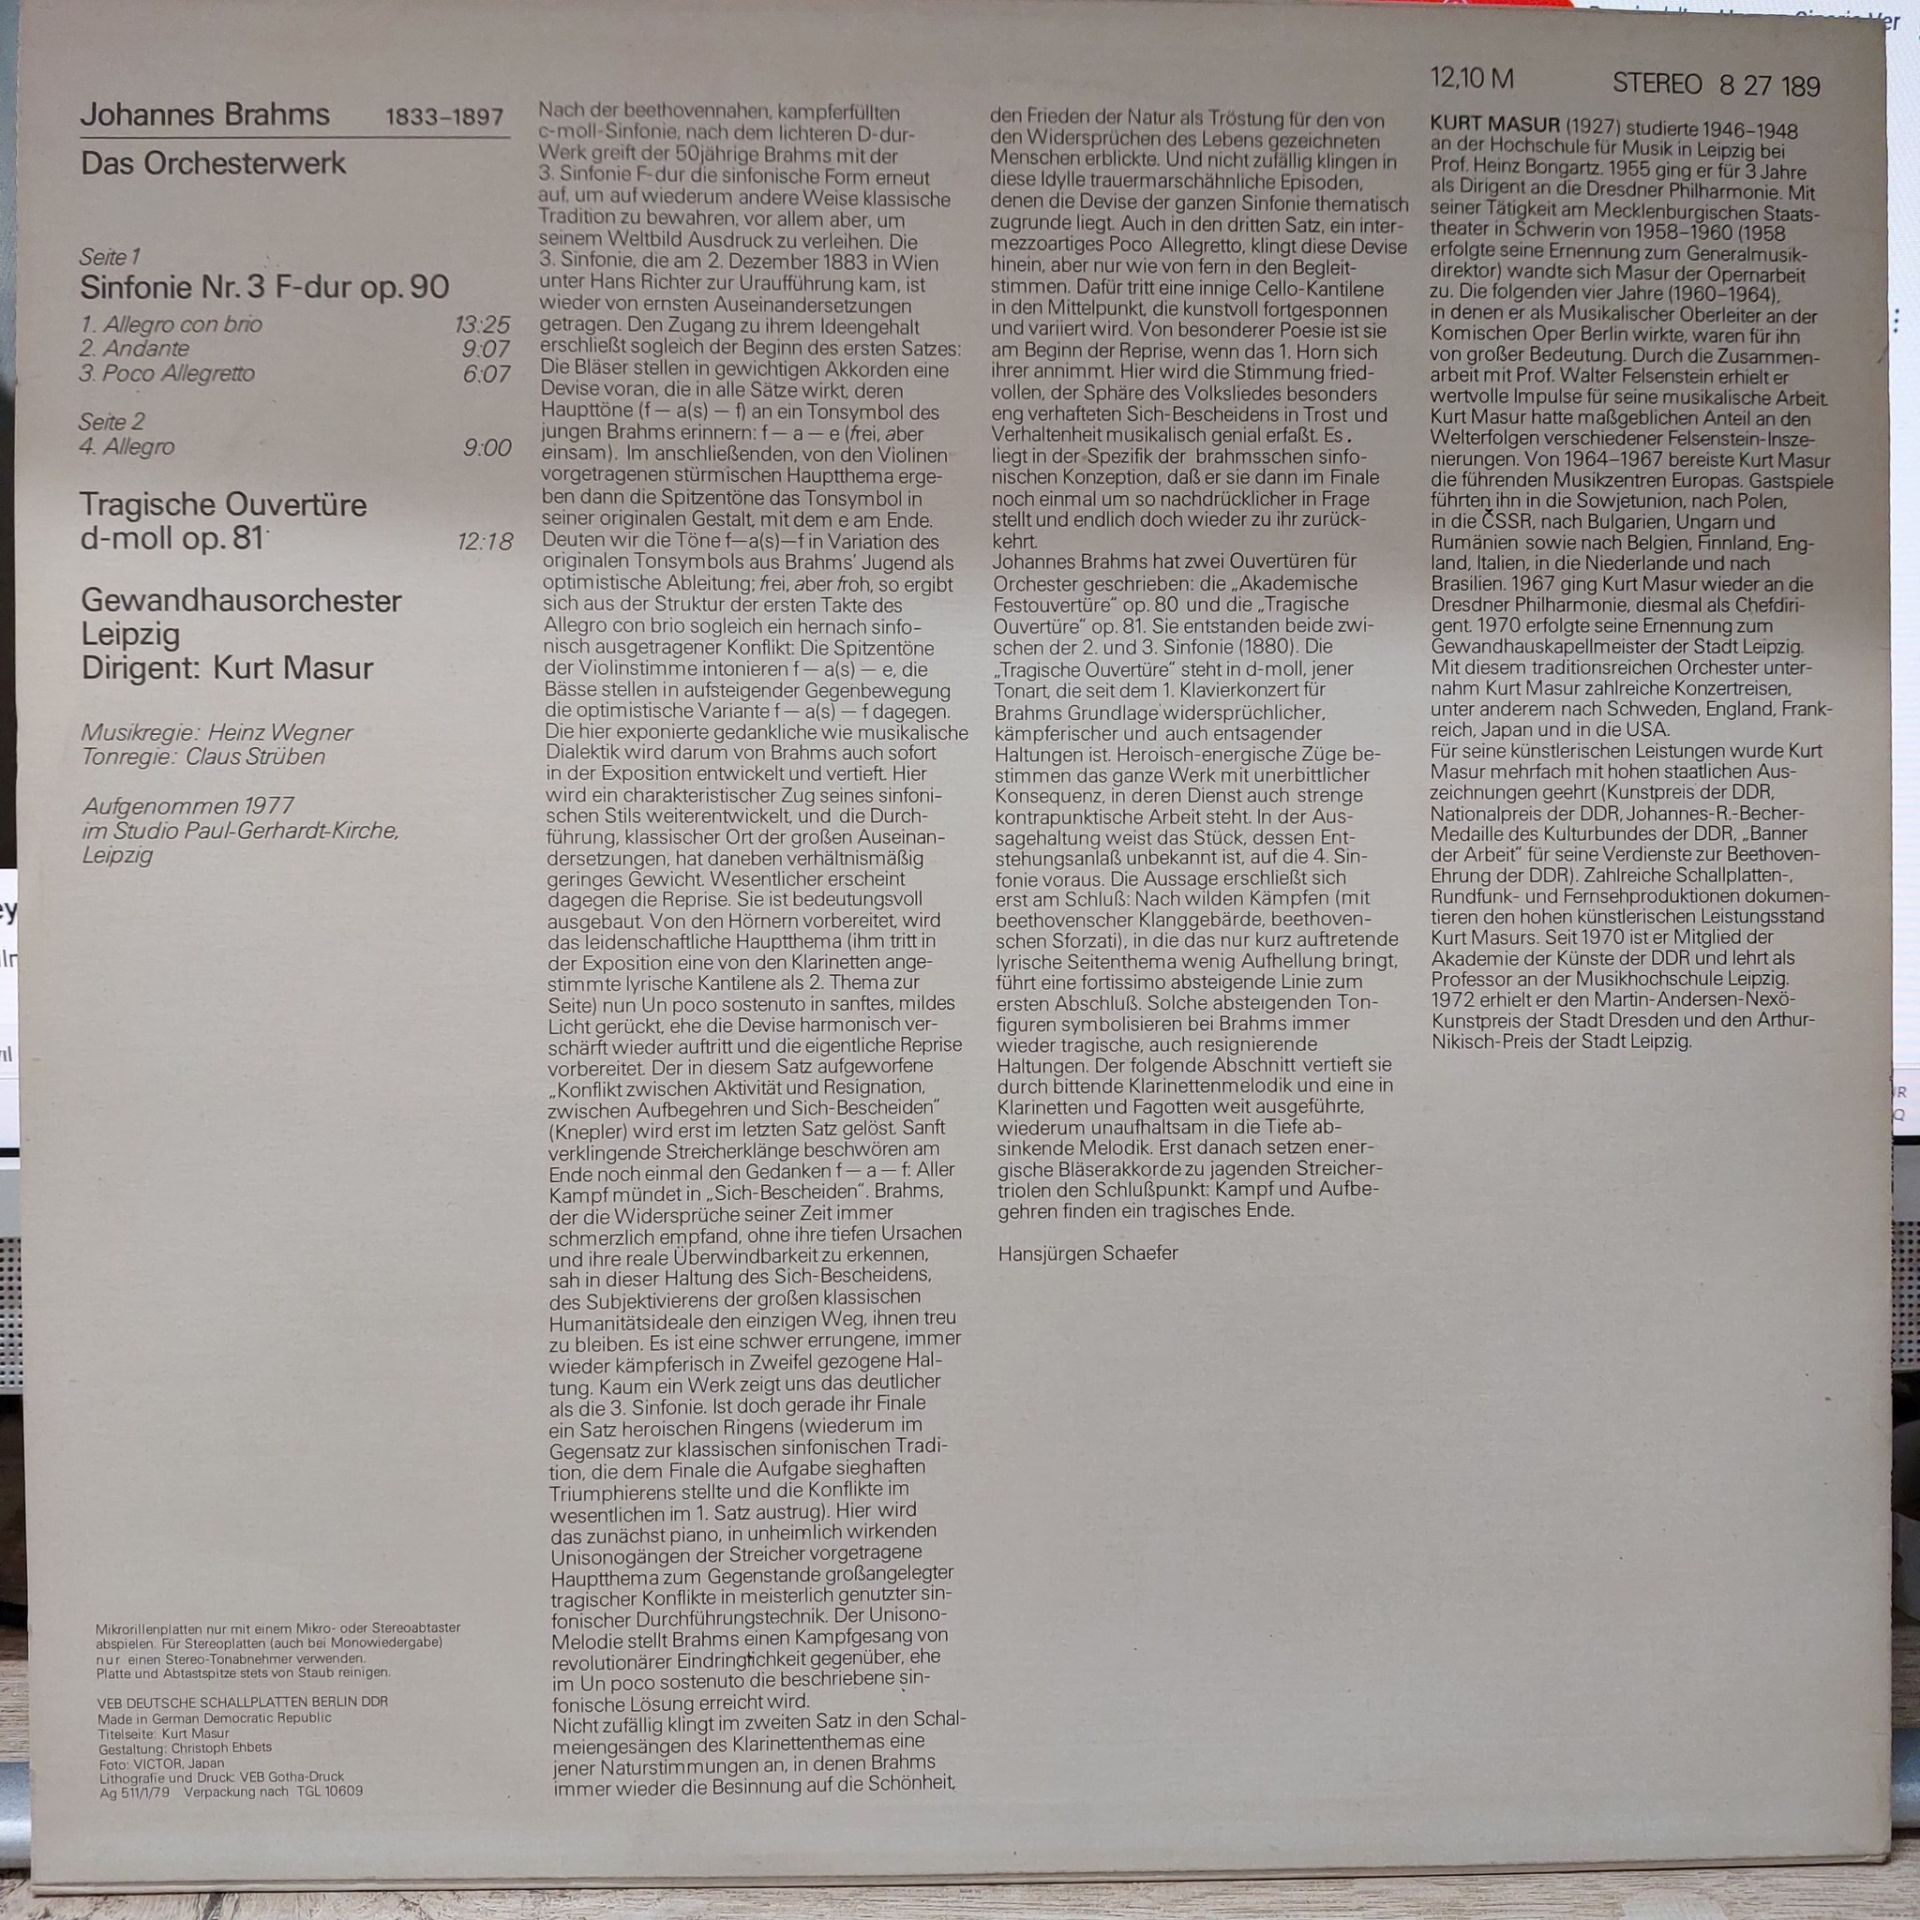 Johannes Brahms 1833–1897
Das Orchesterwerk
Seite 1
Sinfonie Nr. 3 F-dur op. 90
1. Allegro con brio 13:25
2. Andante 9:07
3. Poco Allegretto 6:07
Seite 2
4. Allegro 9:00
Tragische Ouvertüre
d-moll op. 81 12:18
Gewandhausorchester
Leipzig
Dirigent: Kurt Masur
Musikregie: Heinz Wegner
Tonregie: Claus Strüben
Aufgenommen 1977
im Studio Paul-Gerhardt-Kirche,
Leipzig
Mikrorillenplatten nur mit einem Mikro- oder Stereoabtaster
abspielen. Für Stereoplatten (auch bei Monowiedergabe)
nur einen Stereo-Tonabnehmer verwenden.
Platte und Abtastspitze stets von Staub reinigen.
VEB DEUTSCHE SCHALLPLATTEN BERLIN DDR
Made in German Democratic Republic
Titelseite: Kurt Masur
Gestaltung: Christoph Ehbets
Foto: VICTOR, Japan
Lithografie und Druck: VEB Gotha-Druck
Ag 511/1/79 Verpackung nach TGL 10609
Nach der beethovennahen, kampferfüllten
c-moll-Sinfonie, nach dem lichteren D-dur-
Werk greift der 50jährige Brahms mit der
3. Sinfonie F-dur die sinfonische Form erneut
auf, um auf wiederum andere Weise klassische
Tradition zu bewahren, vor allem aber, um
seinem Weltbild Ausdruck zu verleihen. Die
3. Sinfonie, die am 2. Dezember 1883 in Wien
unter Hans Richter zur Uraufführung kam, ist
wieder von ernsten Auseinandersetzungen
getragen. Den Zugang zu ihrem Ideengehalt
erschließt sogleich der Beginn des ersten Satzes:
Die Bläser stellen in gewichtigen Akkorden eine
Devise voran, die in alle Sätze wirkt, deren
Haupttöne (f — a(s) — f) an ein Tonsymbol des
jungen Brahms erinnern: f — a — e (frei, aber
einsam). Im anschließenden, von den Violinen
vorgetragenen stürmischen Hauptthema erge-
ben dann die Spitzentöne das Tonsymbol in
seiner originalen Gestalt, mit dem e am Ende.
Deuten wir die Töne f—a(s)—f in Variation des
originalen Tonsymbols aus Brahms' Jugend als
optimistische Ableitung; frei, aber froh, so ergibt
sich aus der Struktur der ersten Takte des
Allegro con brio sogleich ein hernach sinfo-
nisch ausgetragener Konflikt: Die Spitzentöne
der Violinstimme intonieren f — a(s) — e, die
Bässe stellen in aufsteigender Gegenbewegung
die optimistische Variante f — a(s) — f dagegen.
Die hier exponierte gedankliche wie musikalische
Dialektik wird darum von Brahms auch sofort
in der Exposition entwickelt und vertieft. Hier
wird ein charakteristischer Zug seines sinfoni-
schen Stils weiterentwickelt, und die Durch-
führung, klassischer Ort der großen Auseinan-
dersetzungen, hat daneben verhältnismäßig
geringes Gewicht. Wesentlicher erscheint
dagegen die Reprise. Sie ist bedeutungsvoll
ausgebaut. Von den Hörnern vorbereitet, wird
das leidenschaftliche Hauptthema (ihm tritt in
der Exposition eine von den Klarinetten ange-
stimmte lyrische Kantilene als 2. Thema zur
Seite) nun Un poco sostenuto in sanftes, mildes
Licht gerückt, ehe die Devise harmonisch ver-
schärft wieder auftritt und die eigentliche Reprise
vorbereitet. Der in diesem Satz aufgeworfene
„Konflikt zwischen Aktivität und Resignation,
zwischen Aufbegehren und Sich-Bescheiden"
(Knepler) wird erst im letzten Satz gelöst. Sanft
verklingende Streicherklänge beschwören am
Ende noch einmal den Gedanken f — a — f: Aller
Kampf mündet in „Sich-Bescheiden". Brahms,
der die Widersprüche seiner Zeit immer
schmerzlich empfand, ohne ihre tiefen Ursachen
und ihre reale Überwindbarkeit zu erkennen,
sah in dieser Haltung des Sich-Bescheidens,
des Subjektivierens der großen klassischen
Humanitätsideale den einzigen Weg, ihnen treu
zu bleiben. Es ist eine schwer errungene, immer
wieder kämpferisch in Zweifel gezogene Hal-
tung. Kaum ein Werk zeigt uns das deutlicher
als die 3. Sinfonie. Ist doch gerade ihr Finale
ein Satz heroischen Ringens (wiederum im
Gegensatz zur klassischen sinfonischen Tradi-
tion, die dem Finale die Aufgabe sieghaften
Triumphierens stellte und die Konflikte im
wesentlichen im 1. Satz austrug). Hier wird
das zunächst piano, in unheimlich wirkenden
Unisonogängen der Streicher vorgetragene
Hauptthema zum Gegenstande großangelegter
tragischer Konflikte in meisterlich genutzter sin-
fonischer Durchführungstechnik. Der Unisono-
Melodie stellt Brahms einen Kampfgesang von
revolutionärer Eindringlichkeit gegenüber, ehe
im Un poco sostenuto die beschriebene sin-
fonische Lösung erreicht wird.
Nicht zufällig klingt im zweiten Satz in den Schal-
meiengesängen des Klarinettenthemas eine
jener Naturstimmungen an, in denen Brahms
immer wieder die Besinnung auf die Schönheit,
den Frieden der Natur als Tröstung für den von
den Widersprüchen des Lebens gezeichneten
Menschen erblickte. Und nicht zufällig klingen in
diese Idylle trauermarschähnliche Episoden,
denen die Devise der ganzen Sinfonie thematisch
zugrunde liegt. Auch in den dritten Satz, ein inter-
mezzoartiges Poco Allegretto, klingt diese Devise
hinein, aber nur wie von fern in den Begleit-
stimmen. Dafür tritt eine innige Cello-Kantilene
in den Mittelpunkt, die kunstvoll fortgesponnen
und variiert wird. Von besonderer Poesie ist sie
am Beginn der Reprise, wenn das 1. Horn sich
ihrer annimmt. Hier wird die Stimmung fried-
vollen, der Sphäre des Volksliedes besonders
eng verhafteten Sich-Bescheidens in Trost und
Verhaltenheit musikalisch genial erfaßt. Es
liegt in der Spezifik der brahmsschen sinfo-
nischen Konzeption, daß er sie dann im Finale
noch einmal um so nachdrücklicher in Frage
stellt und endlich doch wieder zu ihr zurück-
kehrt.
Johannes Brahms hat zwei Ouvertüren für
Orchester geschrieben: die „Akademische
Festouvertüre" op. 80 und die „Tragische
Ouvertüre" op. 81. Sie entstanden beide zwi-
schen der 2. und 3. Sinfonie (1880). Die
„Tragische Ouvertüre" steht in d-moll, jener
Tonart, die seit dem 1. Klavierkonzert für
Brahms Grundlage widersprüchlicher,
kämpferischer und auch entsagender
Haltungen ist. Heroisch-energische Züge be-
stimmen das ganze Werk mit unerbittlicher
Konsequenz, in deren Dienst auch strenge
kontrapunktische Arbeit steht. In der Aus-
sagehaltung weist das Stück, dessen Ent-
stehungsanlaß unbekannt ist, auf die 4. Sin-
fonie voraus. Die Aussage erschließt sich
erst am Schluß: Nach wilden Kämpfen (mit
beethovenscher Klanggebärde, beethoven-
schen Sforzati), in die das nur kurz auftretende
lyrische Seitenthema wenig Aufhellung bringt,
führt eine fortissimo absteigende Linie zum
ersten Abschluß. Solche absteigenden Ton-
figuren symbolisieren bei Brahms immer
wieder tragische, auch resignierende
Haltungen. Der folgende Abschnitt vertieft sie
durch bittende Klarinettenmelodik und eine in
Klarinetten und Fagotten weit ausgeführte,
wiederum unaufhaltsam in die Tiefe ab-
sinkende Melodik. Erst danach setzen ener-
gische Bläserakkorde zu jagenden Streicher-
triolen den Schlußpunkt: Kampf und Aufbe-
gehren finden ein tragisches Ende.
Hansjürgen Schaefer
12,10 M STEREO 8 27 189
KURT MASUR (1927) studierte 1946–1948
an der Hochschule für Musik in Leipzig bei
Prof. Heinz Bongartz. 1955 ging er für 3 Jahre
als Dirigent an die Dresdner Philharmonie. Mit
seiner Tätigkeit am Mecklenburgischen Staats-
theater in Schwerin von 1958–1960 (1958
erfolgte seine Ernennung zum Generalmusik-
direktor) wandte sich Masur der Opernarbeit
zu. Die folgenden vier Jahre (1960–1964),
in denen er als Musikalischer Oberleiter an der
Komischen Oper Berlin wirkte, waren für ihn
von großer Bedeutung. Durch die Zusammen-
arbeit mit Prof. Walter Felsenstein erhielt er
wertvolle Impulse für seine musikalische Arbeit.
Kurt Masur hatte maßgeblichen Anteil an den
Welterfolgen verschiedener Felsenstein-Insze-
nierungen. Von 1964–1967 bereiste Kurt Masur
die führenden Musikzentren Europas. Gastspiele
führten ihn in die Sowjetunion, nach Polen,
in die ČSSR, nach Bulgarien, Ungarn und
Rumänien sowie nach Belgien, Finnland, Eng-
land, Italien, in die Niederlande und nach
Brasilien. 1967 ging Kurt Masur wieder an die
Dresdner Philharmonie, diesmal als Chefdiri-
gent. 1970 erfolgte seine Ernennung zum
Gewandhauskapellmeister der Stadt Leipzig.
Mit diesem traditionsreichen Orchester unter-
nahm Kurt Masur zahlreiche Konzertreisen,
unter anderem nach Schweden, England, Frank-
reich, Japan und in die USA.
Für seine künstlerischen Leistungen wurde Kurt
Masur mehrfach mit hohen staatlichen Aus-
zeichnungen geehrt (Kunstpreis der DDR,
Nationalpreis der DDR, Johannes-R.-Becher-
Medaille des Kulturbundes der DDR, „Banner
der Arbeit" für seine Verdienste zur Beethoven-
Ehrung der DDR). Zahlreiche Schallplatten-,
Rundfunk- und Fernsehproduktionen dokumen-
tieren den hohen künstlerischen Leistungsstand
Kurt Masurs. Seit 1970 ist er Mitglied der
Akademie der Künste der DDR und lehrt als
Professor an der Musikhochschule Leipzig.
1972 erhielt er den Martin-Andersen-Nexö-
Kunstpreis der Stadt Dresden und den Arthur-
Nikisch-Preis der Stadt Leipzig.